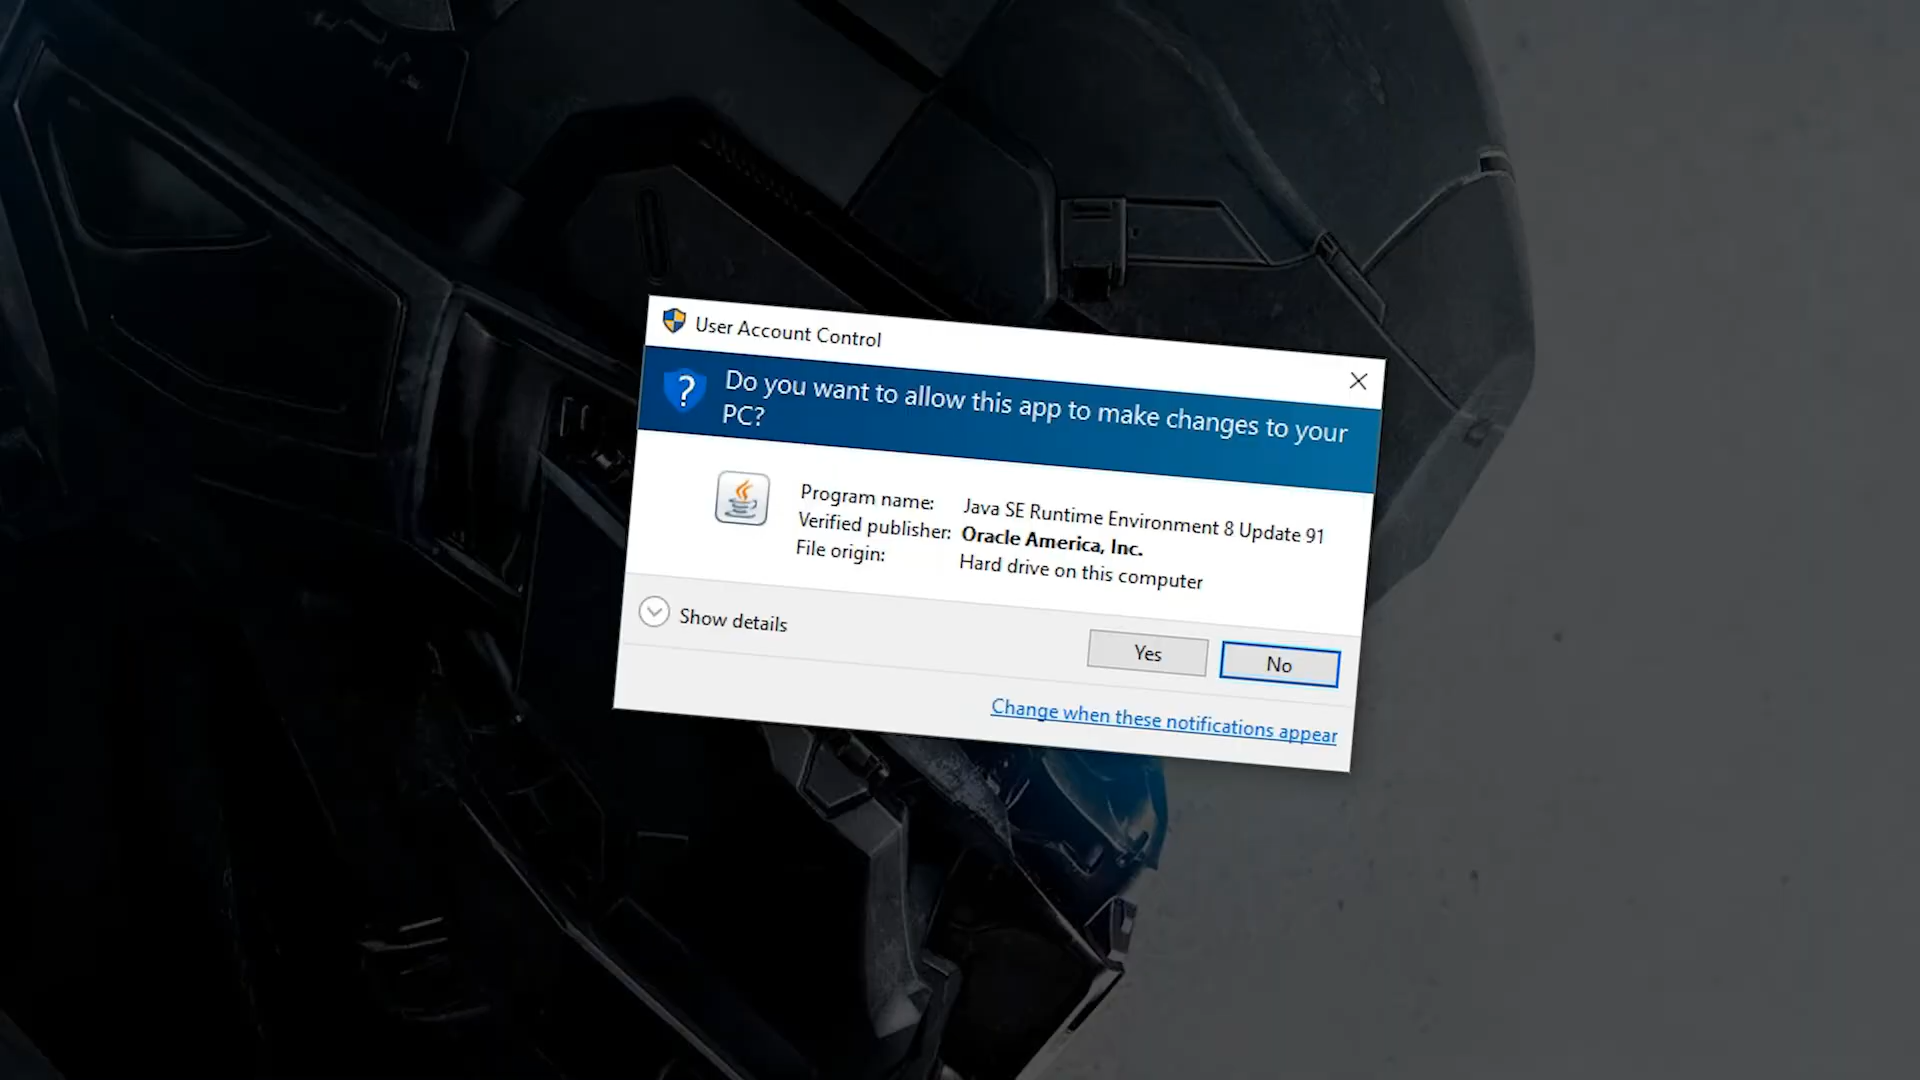 User Account Control
Do you want to allow this app to make changes to your
PC?
Program name: Java SE Runtime Environment 8 Update 91
Verified publisher: Oracle America, Inc.
File origin: Hard drive on this computer
Show details
Yes
No
Change when these notifications appear